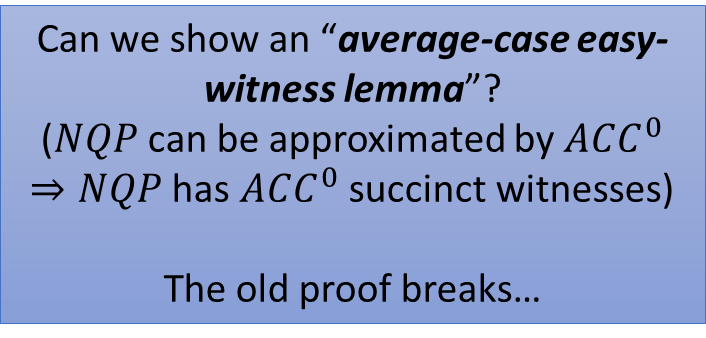 Can we show an “average-case easy-
witness lemma”?
(NQP can be approximated by ACC⁰
⇒ NQP has ACC⁰ succinct witnesses)
The old proof breaks…